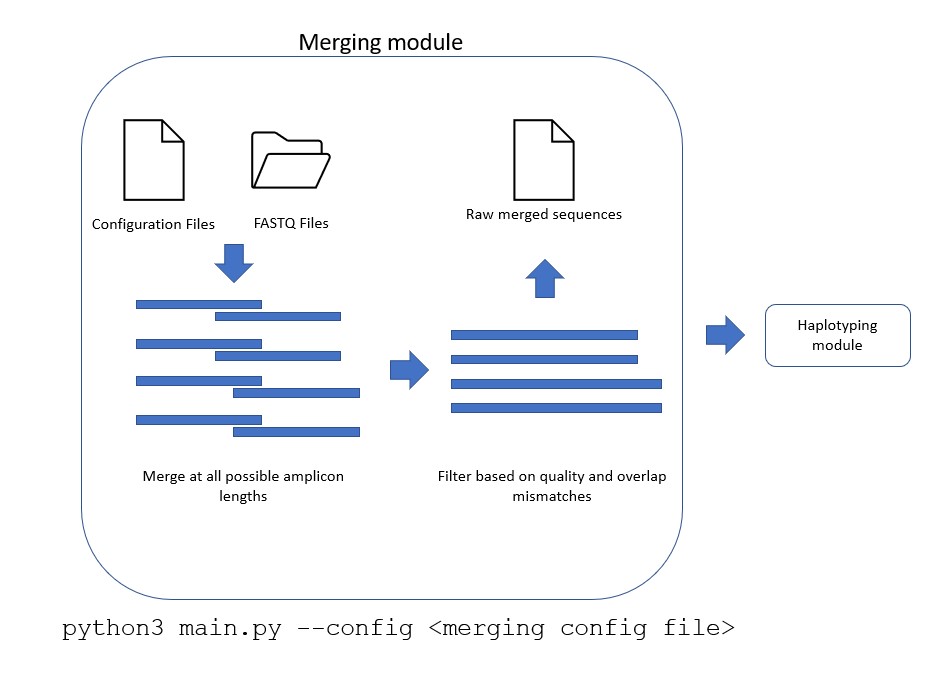 Merging module
Configuration Files
FASTQ Files
Raw merged sequences
Merge at all possible amplicon
lengths
Filter based on quality and overlap
mismatches
Haplotyping
module
python3 main.py --config <merging config file>